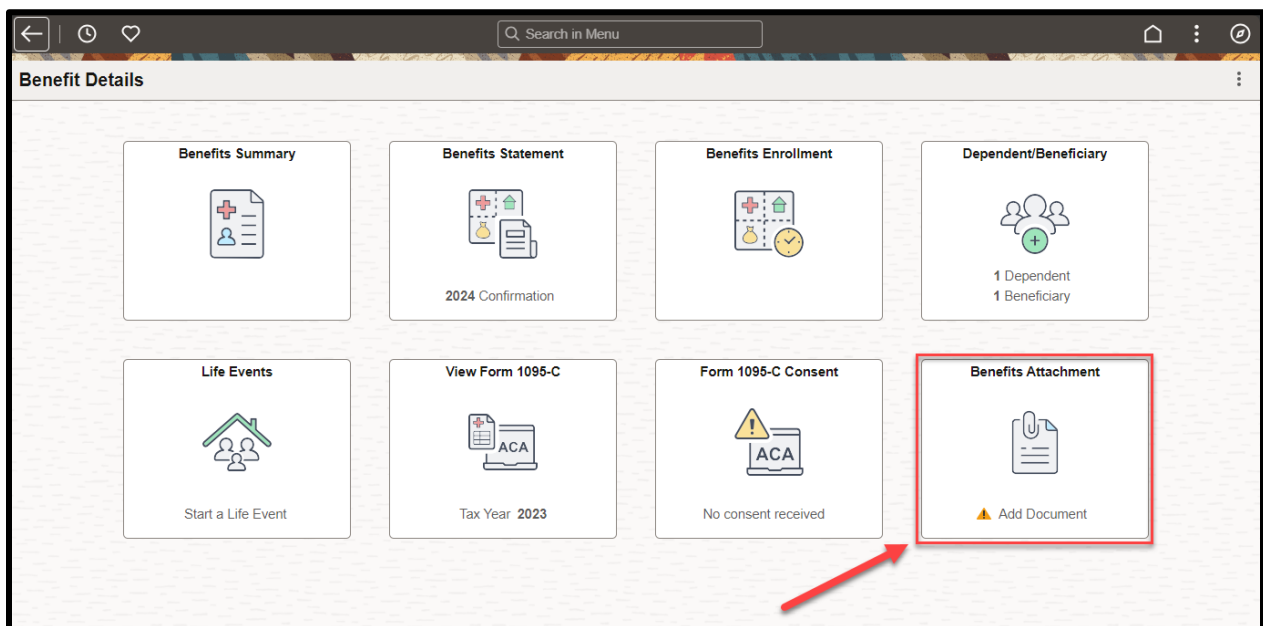 Search in Menu
Benefit Details
Benefits Summary
Benefits Statement
2024 Confirmation
Benefits Enrollment
Dependent/Beneficiary
1 Dependent
1 Beneficiary
Life Events
Start a Life Event
View Form 1095-C
ACA
Tax Year 2023
Form 1095-C Consent
ACA
No consent received
Benefits Attachment
Add Document